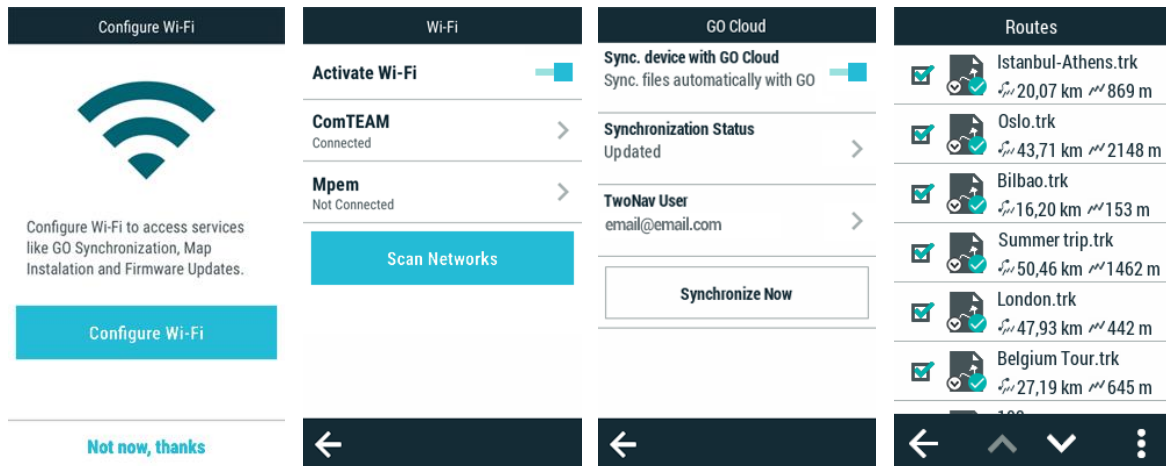 Configure Wi-Fi
Configure Wi-Fi to access services
like GO Synchronization, Map
Instalation and Firmware Updates.
Configure Wi-Fi
Not now, thanks
Wi-Fi
Activate Wi-Fi
ComTEAM
Connected
Mpem
Not Connected
Scan Networks
GO Cloud
Sync. device with GO Cloud
Sync. files automatically with GO
Synchronization Status
Updated
TwoNav User
email@email.com
Synchronize Now
Routes
Istanbul-Athens.trk
20,07 km 869 m
Oslo.trk
43,71 km 2148 m
Bilbao.trk
16,20 km 153 m
Summer trip.trk
50,46 km 1462 m
London.trk
47,93 km 442 m
Belgium Tour.trk
27,19 km 645 m